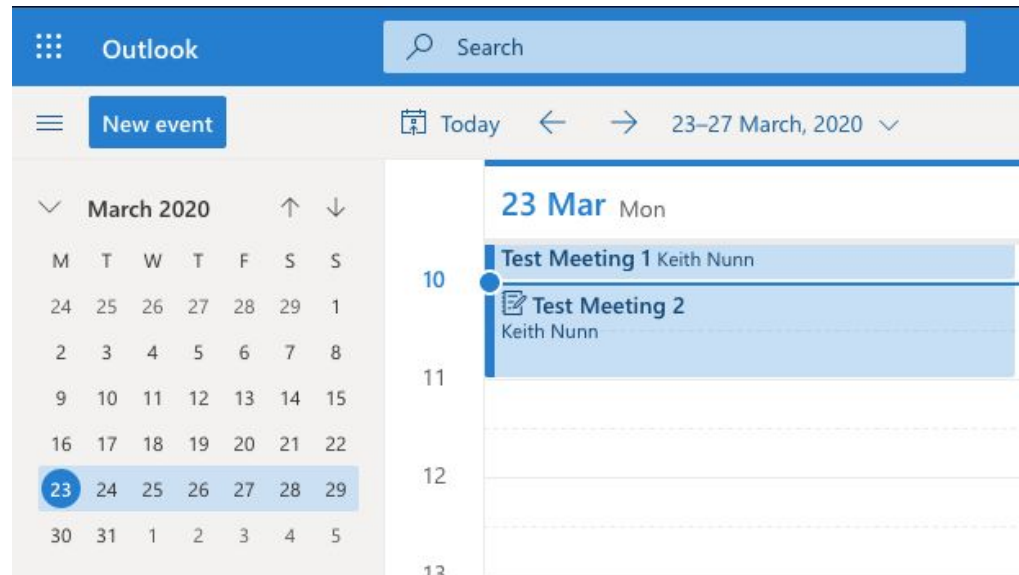 Outlook
Search
New event
Today
23–27 March, 2020
March 2020
M T W T F S S
24 25 26 27 28 29 1
2 3 4 5 6 7 8
9 10 11 12 13 14 15
16 17 18 19 20 21 22
23 24 25 26 27 28 29
30 31 1 2 3 4 5
23 Mar Mon
10
Test Meeting 1 Keith Nunn
Test Meeting 2
Keith Nunn
11
12
13